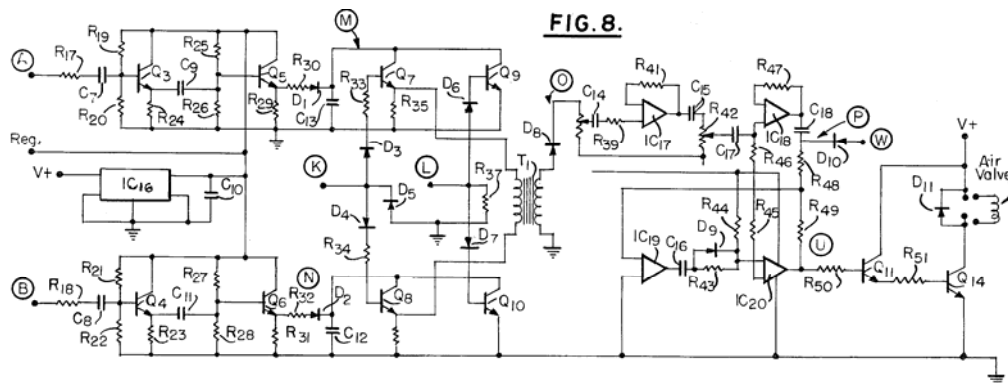 FIG. 8.
A
R17
C7
R19
R20
Q3
R24
C9
R25
R26
Q5
R29
R30
D1
C13
M
R33
Q7
R35
D6
Q9
D3
K
L
D5
R37
D4
R34
D7
T1
O
D8
C14
R39
R41
IC17
C15
R42
C17
R47
IC18
C18
P
W
D10
R46
R48
V+
Air
Valve
D11
Reg.
V+
IC16
C10
R44
R45
R49
D9
IC19
C16
R43
IC20
U
R50
Q11
R51
Q14
B
R18
C8
R21
R22
Q4
R23
C11
R27
R28
Q6
R31
N
R32
D2
C12
Q8
Q10